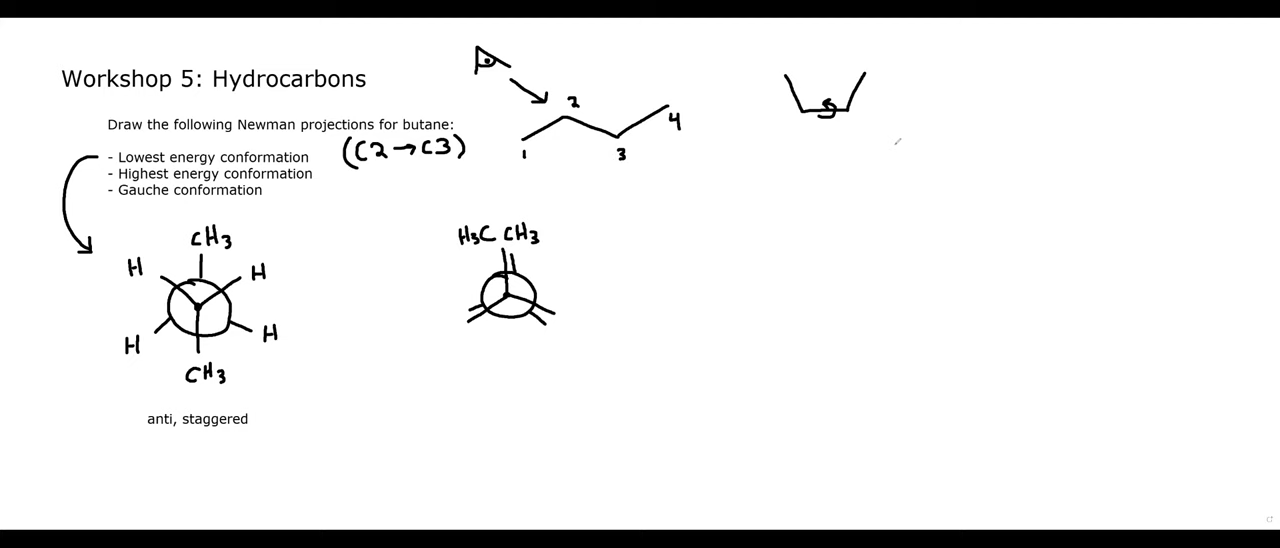 Workshop 5: Hydrocarbons
Draw the following Newman projections for butane:
- Lowest energy conformation
(C2 → C3)
- Highest energy conformation
- Gauche conformation
2
1
3
4
CH3
H
H
H
H
CH3
anti, staggered
H3C CH3